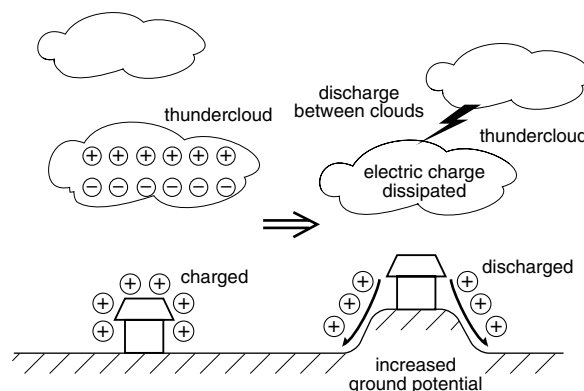 thundercloud
+ + + + + +
− − − − − −
discharge
between clouds
thundercloud
electric charge
dissipated
charged
+ + + + + +
discharged
+ + +
+ + +
increased
ground potential